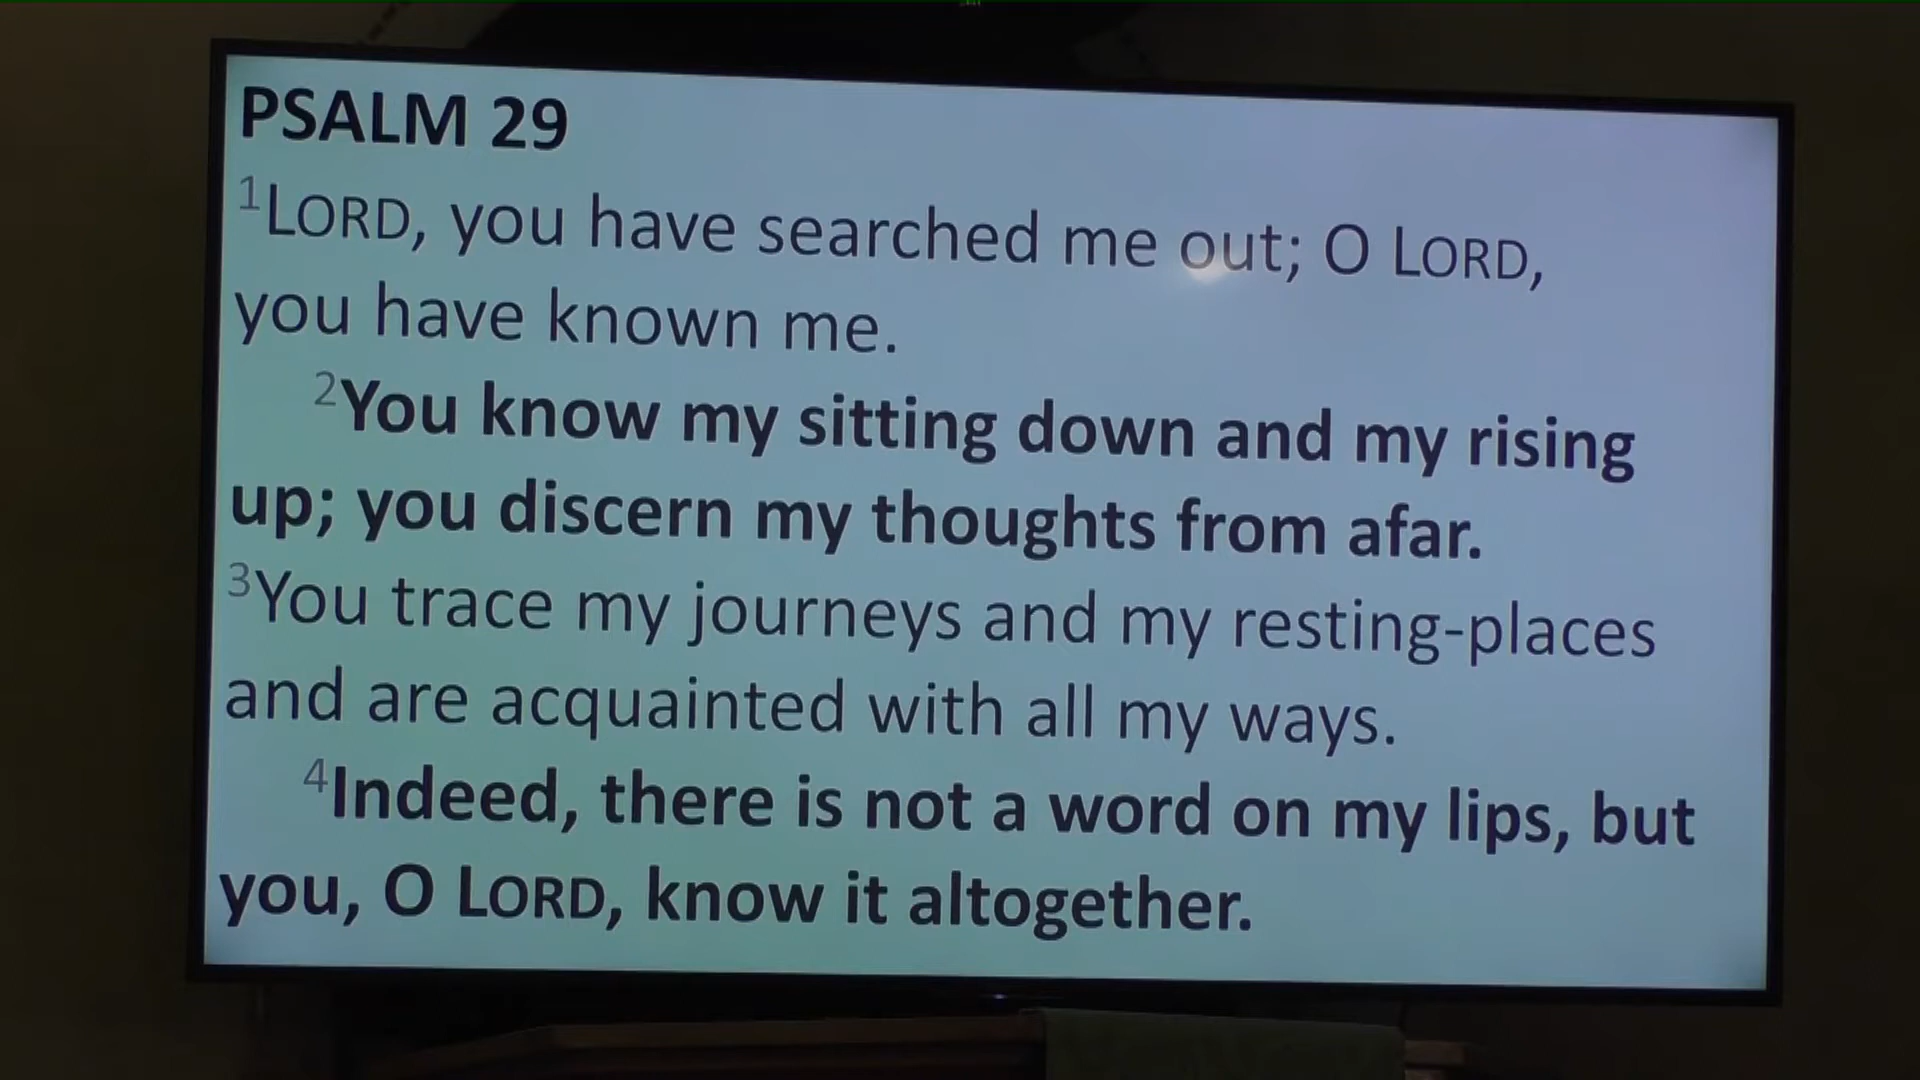 PSALM 29
1LORD, you have searched me out; O LORD,
you have known me.
2You know my sitting down and my rising
up; you discern my thoughts from afar.
3You trace my journeys and my resting-places
and are acquainted with all my ways.
4Indeed, there is not a word on my lips, but
you, O LORD, know it altogether.